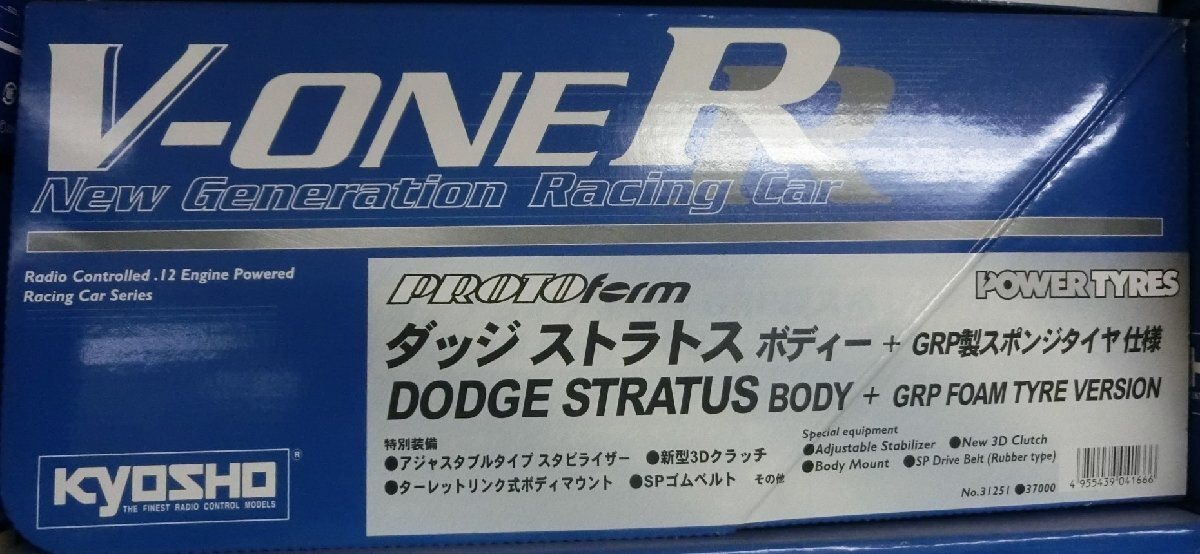 V-ONE RR
New Generation Racing Car
Radio Controlled .12 Engine Powered
Racing Car Series
PROTOform
POWER TYRES
ダッジ ストラトス ボディー + GRP製スポンジタイヤ仕様
DODGE STRATUS BODY + GRP FOAM TYRE VERSION
特別装備
●アジャスタブルタイプ スタビライザー ●新型3Dクラッチ
●ターレットリンク式ボディマウント ●SPゴムベルト その他
Special equipment
●Adjustable Stabilizer ●New 3D Clutch
●Body Mount ●SP Drive Belt (Rubber type)
No.31251 ●37000
4 955439 041666
KYOSHO ®
THE FINEST RADIO CONTROL MODELS